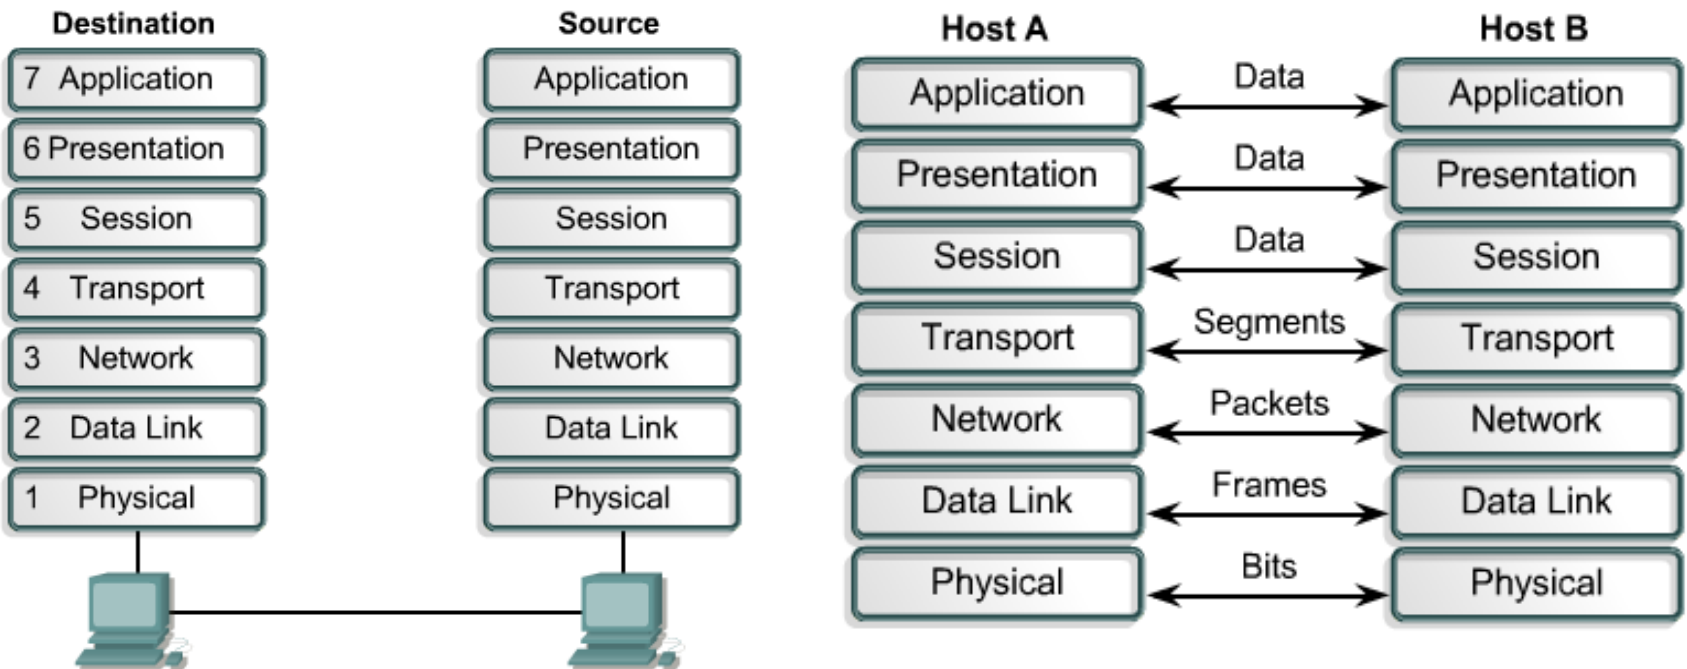 Destination
7 Application
6 Presentation
5 Session
4 Transport
3 Network
2 Data Link
1 Physical
Source
Application
Presentation
Session
Transport
Network
Data Link
Physical
Host A
Host B
Application
Data
Application
Presentation
Data
Presentation
Session
Data
Session
Transport
Segments
Transport
Network
Packets
Network
Data Link
Frames
Data Link
Physical
Bits
Physical